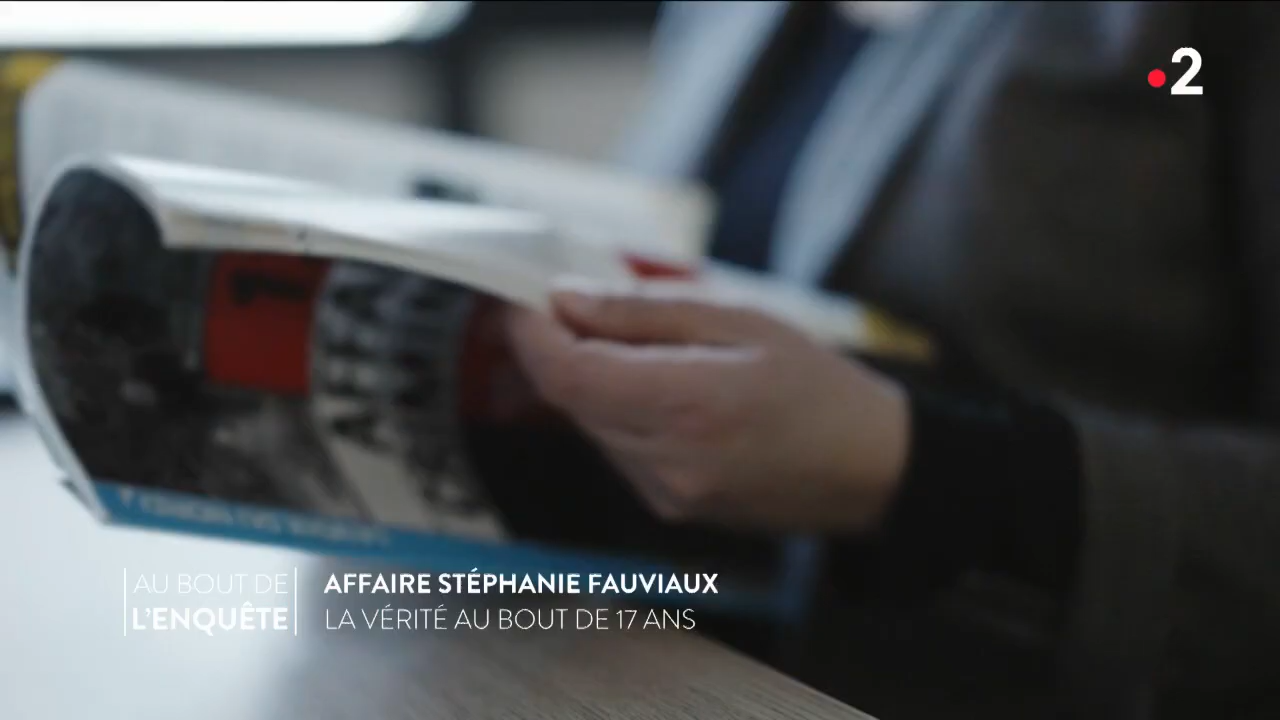 2
AU BOUT DE
L'ENQUÊTE
AFFAIRE STÉPHANIE FAUVIAUX
LA VÉRITÉ AU BOUT DE 17 ANS